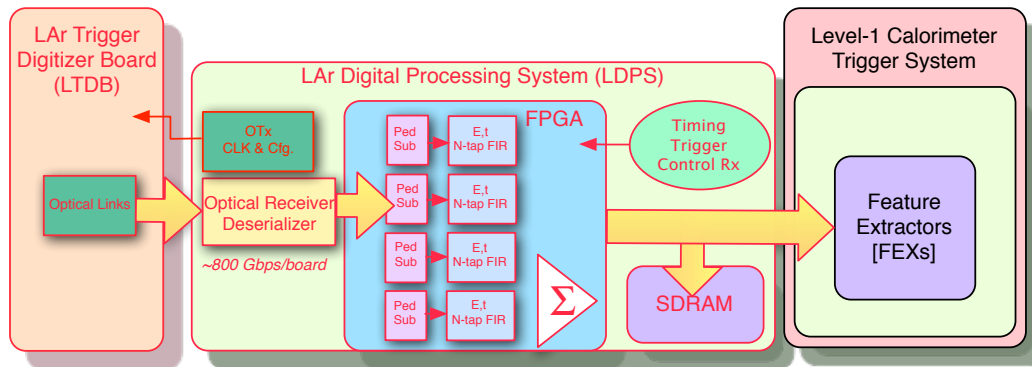 LAr Trigger
Digitizer Board
(LTDB)
Optical Links
LAr Digital Processing System (LDPS)
OTx
CLK & Cfg.
Optical Receiver
Deserializer
~800 Gbps/board
FPGA
Ped
Sub
E,t
N-tap FIR
Ped
Sub
E,t
N-tap FIR
Ped
Sub
E,t
N-tap FIR
Ped
Sub
E,t
N-tap FIR
Σ
Timing
Trigger
Control Rx
SDRAM
Level-1 Calorimeter
Trigger System
Feature
Extractors
[FEXs]